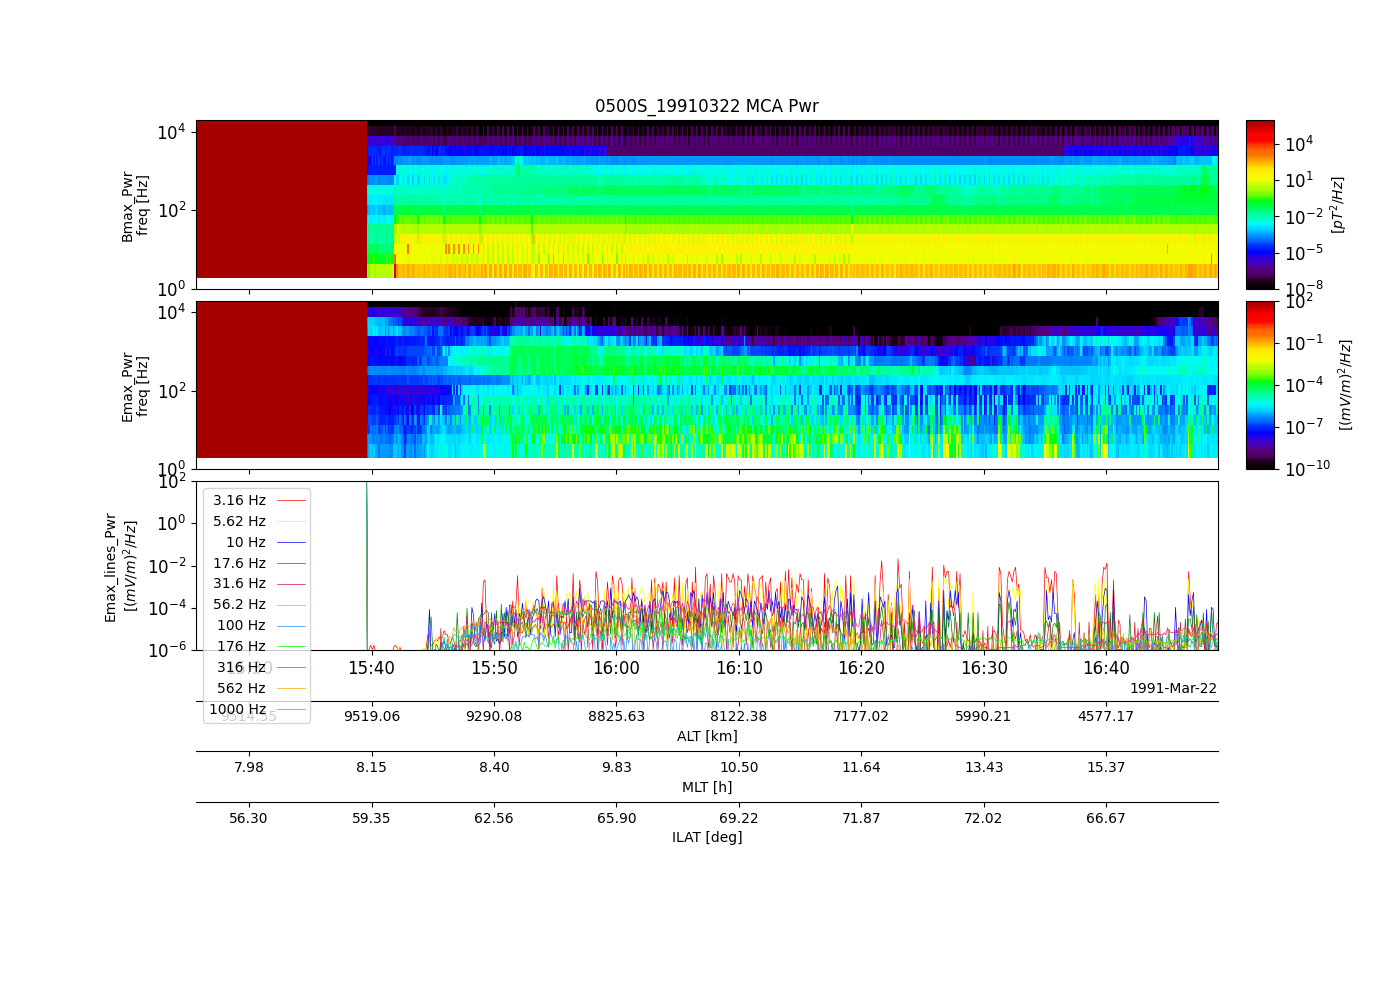 0500S_19910322 MCA Pwr
10^4
10^2
10^0
Bmax_Pwr
freq [Hz]
10^4
10^1
10^-2
10^-5
10^-8
[pT^2/Hz]
10^4
10^2
10^0
Emax_Pwr
freq [Hz]
10^2
10^-1
10^-4
10^-7
10^-10
[(mV/m)^2/Hz]
10^2
10^0
10^-2
10^-4
10^-6
Emax_lines_Pwr
[(mV/m)^2/Hz]
3.16 Hz
5.62 Hz
10 Hz
17.6 Hz
31.6 Hz
56.2 Hz
100 Hz
176 Hz
316 Hz
562 Hz
1000 Hz
15:40 15:50 16:00 16:10 16:20 16:30 16:40
1991-Mar-22
9514.55 9519.06 9290.08 8825.63 8122.38 7177.02 5990.21 4577.17
ALT [km]
7.98 8.15 8.40 9.83 10.50 11.64 13.43 15.37
MLT [h]
56.30 59.35 62.56 65.90 69.22 71.87 72.02 66.67
ILAT [deg]